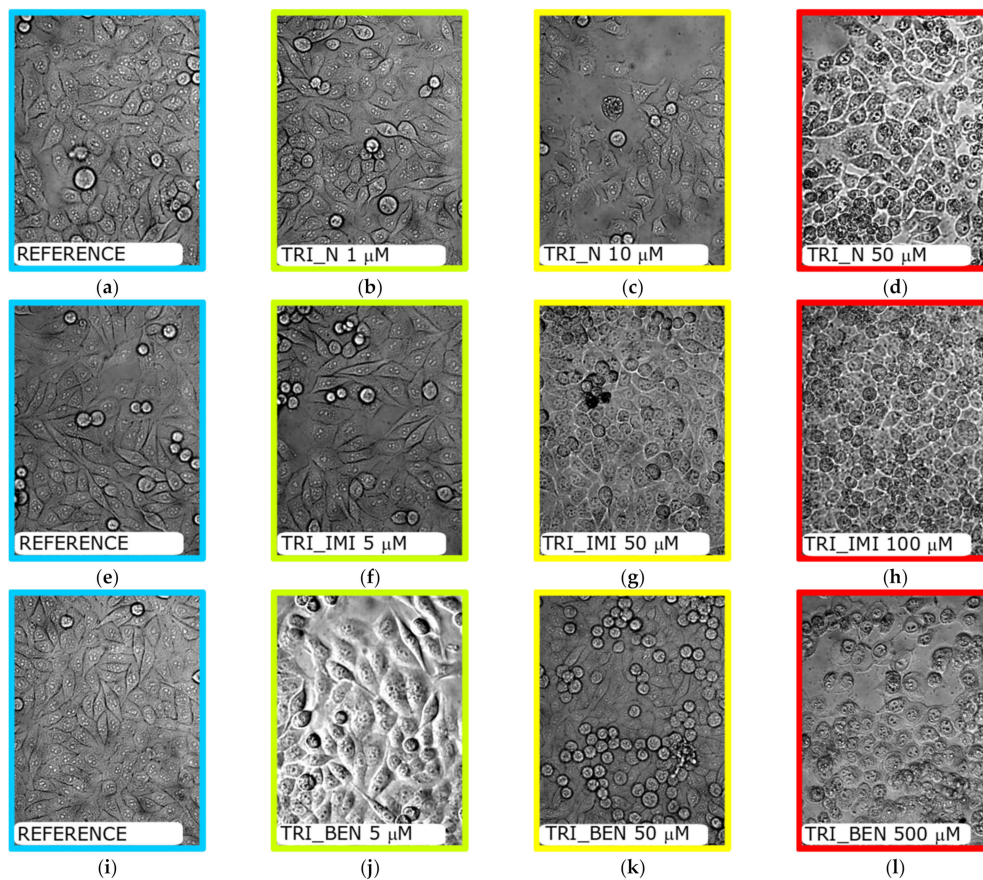 REFERENCE
TRI_N 1 μM
TRI_N 10 μM
TRI_N 50 μM
(a)
(b)
(c)
(d)
REFERENCE
TRI_IMI 5 μM
TRI_IMI 50 μM
TRI_IMI 100 μM
(e)
(f)
(g)
(h)
REFERENCE
TRI_BEN 5 μM
TRI_BEN 50 μM
TRI_BEN 500 μM
(i)
(j)
(k)
(l)